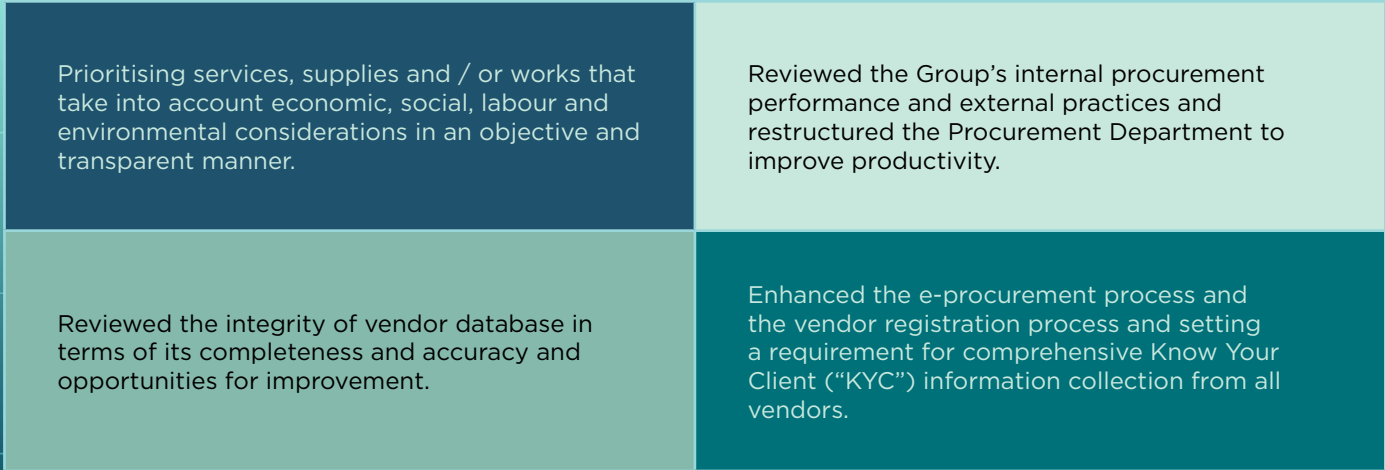 Prioritising services, supplies and / or works that
take into account economic, social, labour and
environmental considerations in an objective and
transparent manner.
Reviewed the Group’s internal procurement
performance and external practices and
restructured the Procurement Department to
improve productivity.
Reviewed the integrity of vendor database in
terms of its completeness and accuracy and
opportunities for improvement.
Enhanced the e-procurement process and
the vendor registration process and setting
a requirement for comprehensive Know Your
Client (“KYC”) information collection from all
vendors.